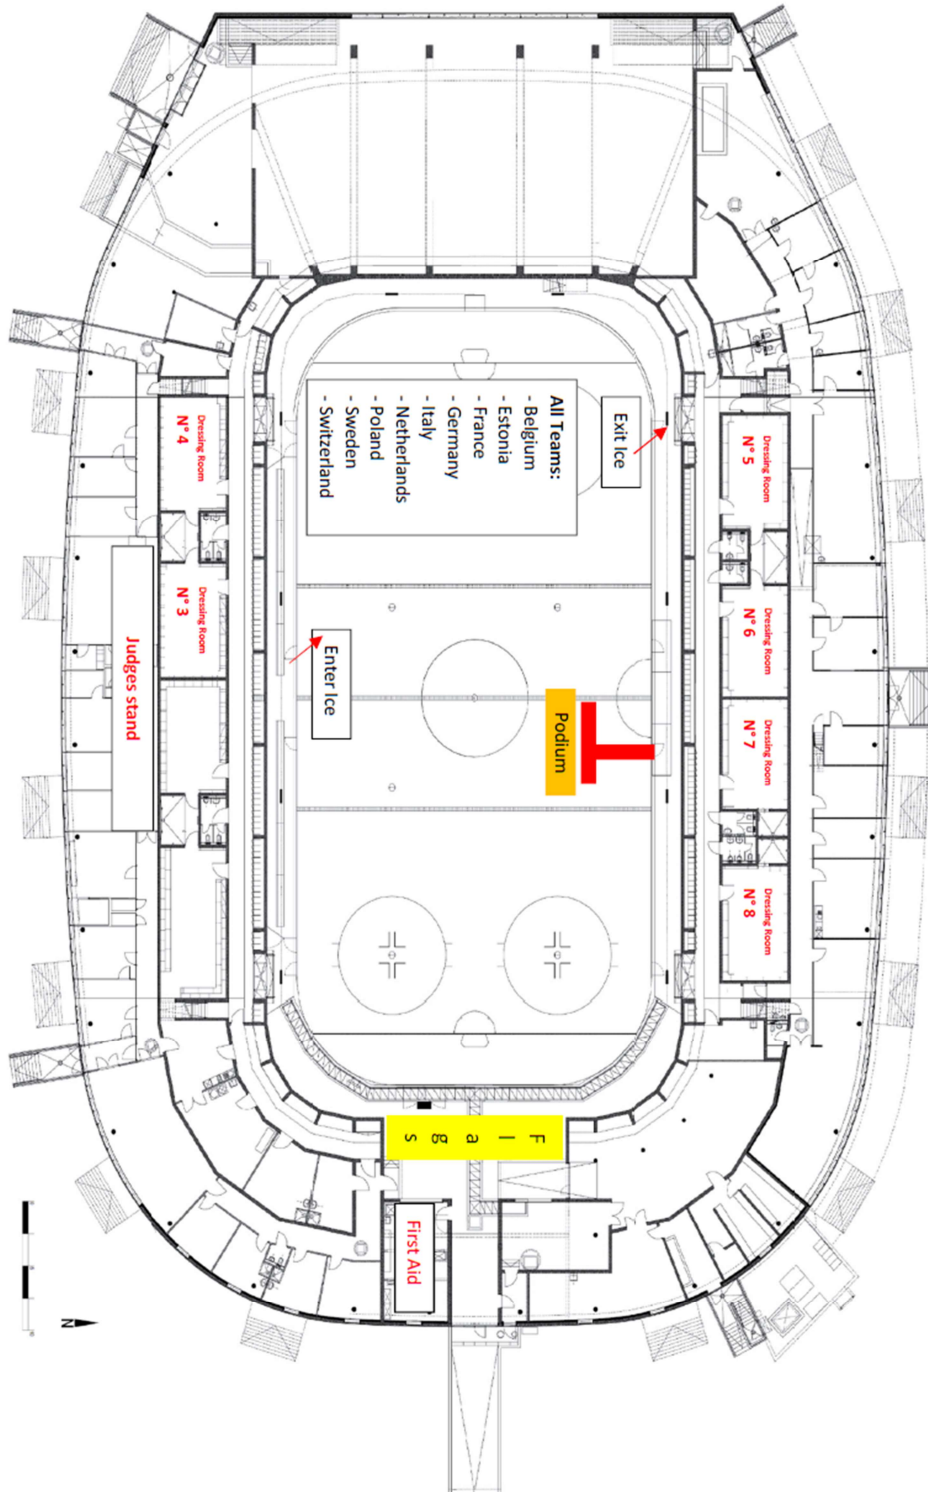 Dressing Room
N° 4
Dressing Room
N° 3
Judges stand
Exit Ice
All Teams:
- Belgium
- Estonia
- France
- Germany
- Italy
- Netherlands
- Poland
- Sweden
- Switzerland
Enter Ice
Podium
Dressing Room
N° 5
Dressing Room
N° 6
Dressing Room
N° 7
Dressing Room
N° 8
F l a g s
First Aid
N